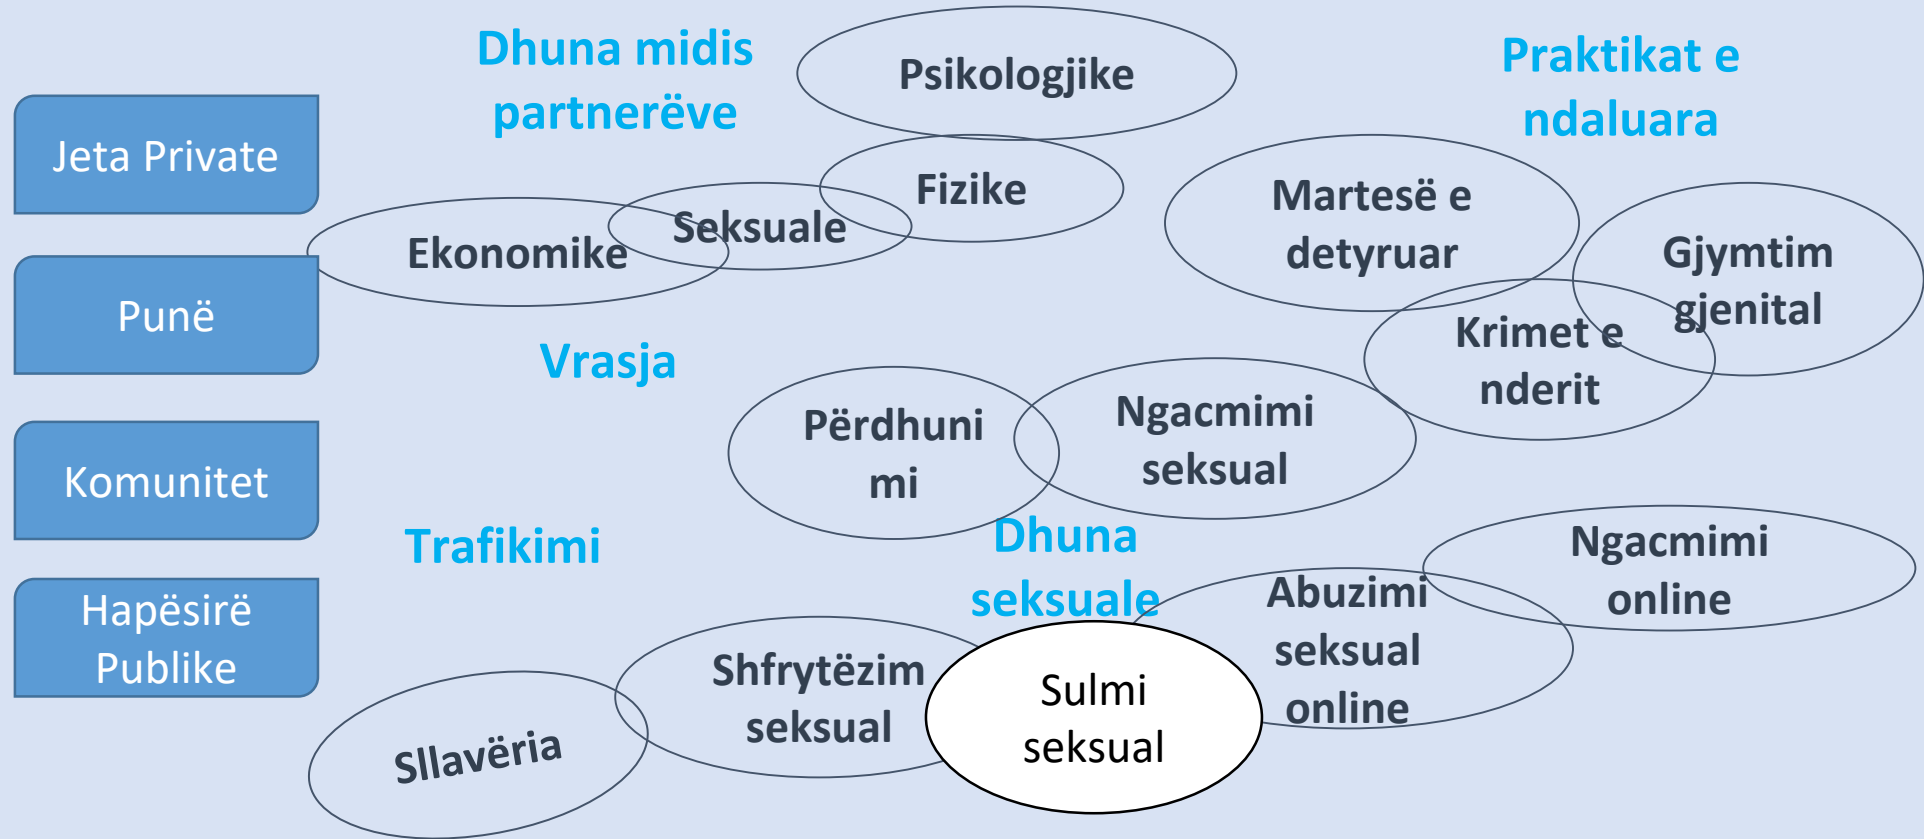 Dhuna midis
partnerëve
Psikologjike
Praktikat e
ndaluara
Jeta Private
Fizike
Seksuale
Ekonomike
Martesë e
detyruar
Gjymtim
gjenital
Krimet e
nderit
Punë
Vrasja
Përdhuni
mi
Ngacmimi
seksual
Komunitet
Trafikimi
Dhuna
seksuale
Ngacmimi
online
Abuzimi
seksual
online
Hapësirë
Publike
Shfrytëzim
seksual
Sulmi
seksual
Sllavëria